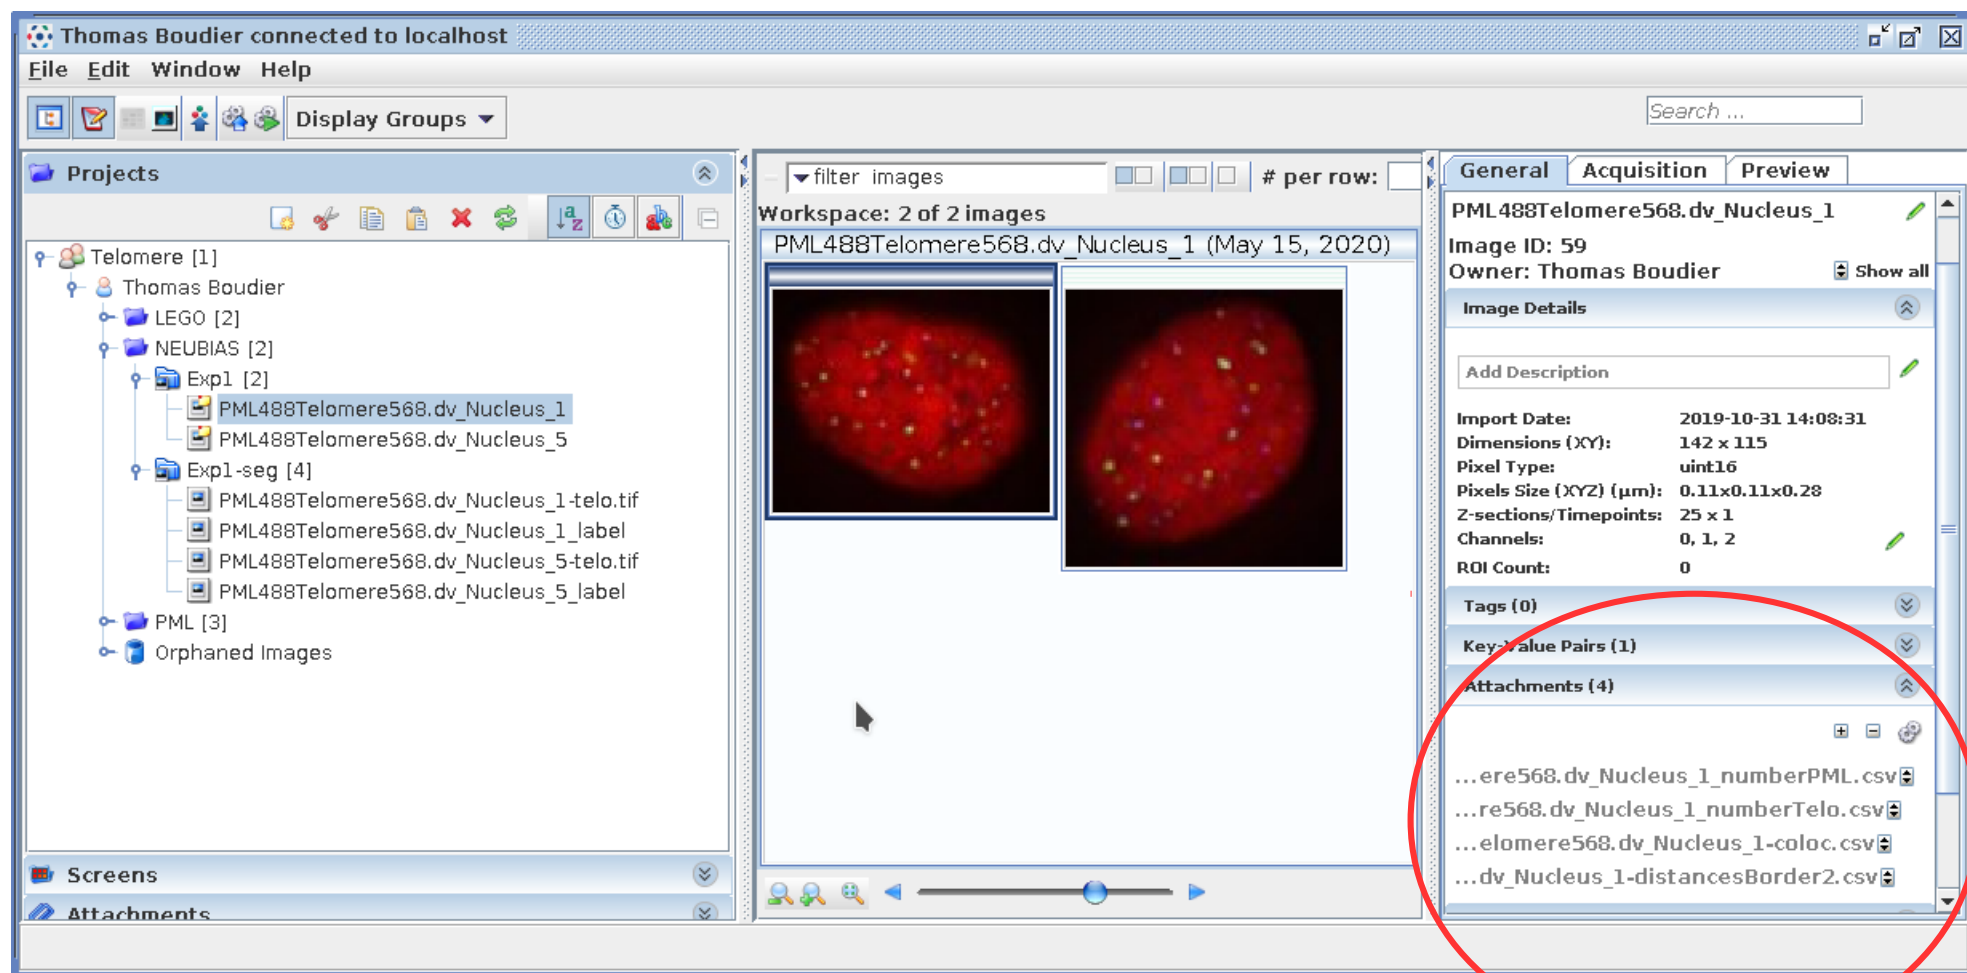 Thomas Boudier connected to localhost
File Edit Window Help
Display Groups
Search ...
Projects
Telomere [1]
Thomas Boudier
LEGO [2]
NEUBIAS [2]
Exp1 [2]
PML488Telomere568.dv_Nucleus_1
PML488Telomere568.dv_Nucleus_5
Exp1-seg [4]
PML488Telomere568.dv_Nucleus_1-telo.tif
PML488Telomere568.dv_Nucleus_1_label
PML488Telomere568.dv_Nucleus_5-telo.tif
PML488Telomere568.dv_Nucleus_5_label
PML [3]
Orphaned Images
Screens
Attachments
filter images
# per row:
Workspace: 2 of 2 images
PML488Telomere568.dv_Nucleus_1 (May 15, 2020)
General Acquisition Preview
PML488Telomere568.dv_Nucleus_1
Image ID: 59
Owner: Thomas Boudier Show all
Image Details
Add Description
Import Date: 2019-10-31 14:08:31
Dimensions (XY): 142 x 115
Pixel Type: uint16
Pixels Size (XYZ) (µm): 0.11x0.11x0.28
Z-sections/Timepoints: 25 x 1
Channels: 0, 1, 2
ROI Count: 0
Tags (0)
Key-Value Pairs (1)
Attachments (4)
...ere568.dv_Nucleus_1_numberPML.csv
...re568.dv_Nucleus_1_numberTelo.csv
...elomere568.dv_Nucleus_1-coloc.csv
...dv_Nucleus_1-distancesBorder2.csv